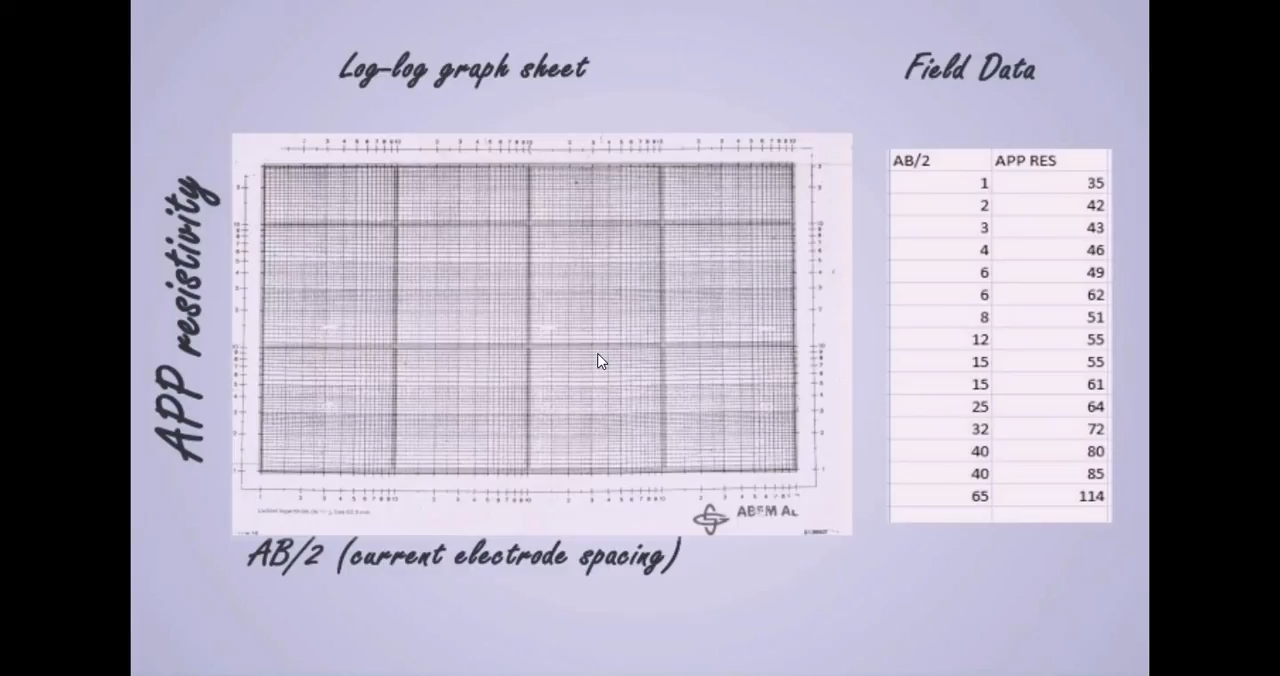 Log-log graph sheet
Field Data
APP resistivity
AB/2 APP RES
1 35
2 42
3 43
4 46
6 49
6 62
8 51
12 55
15 55
15 61
25 64
32 72
40 80
40 85
65 114
ABEM
AB/2 (current electrode spacing)